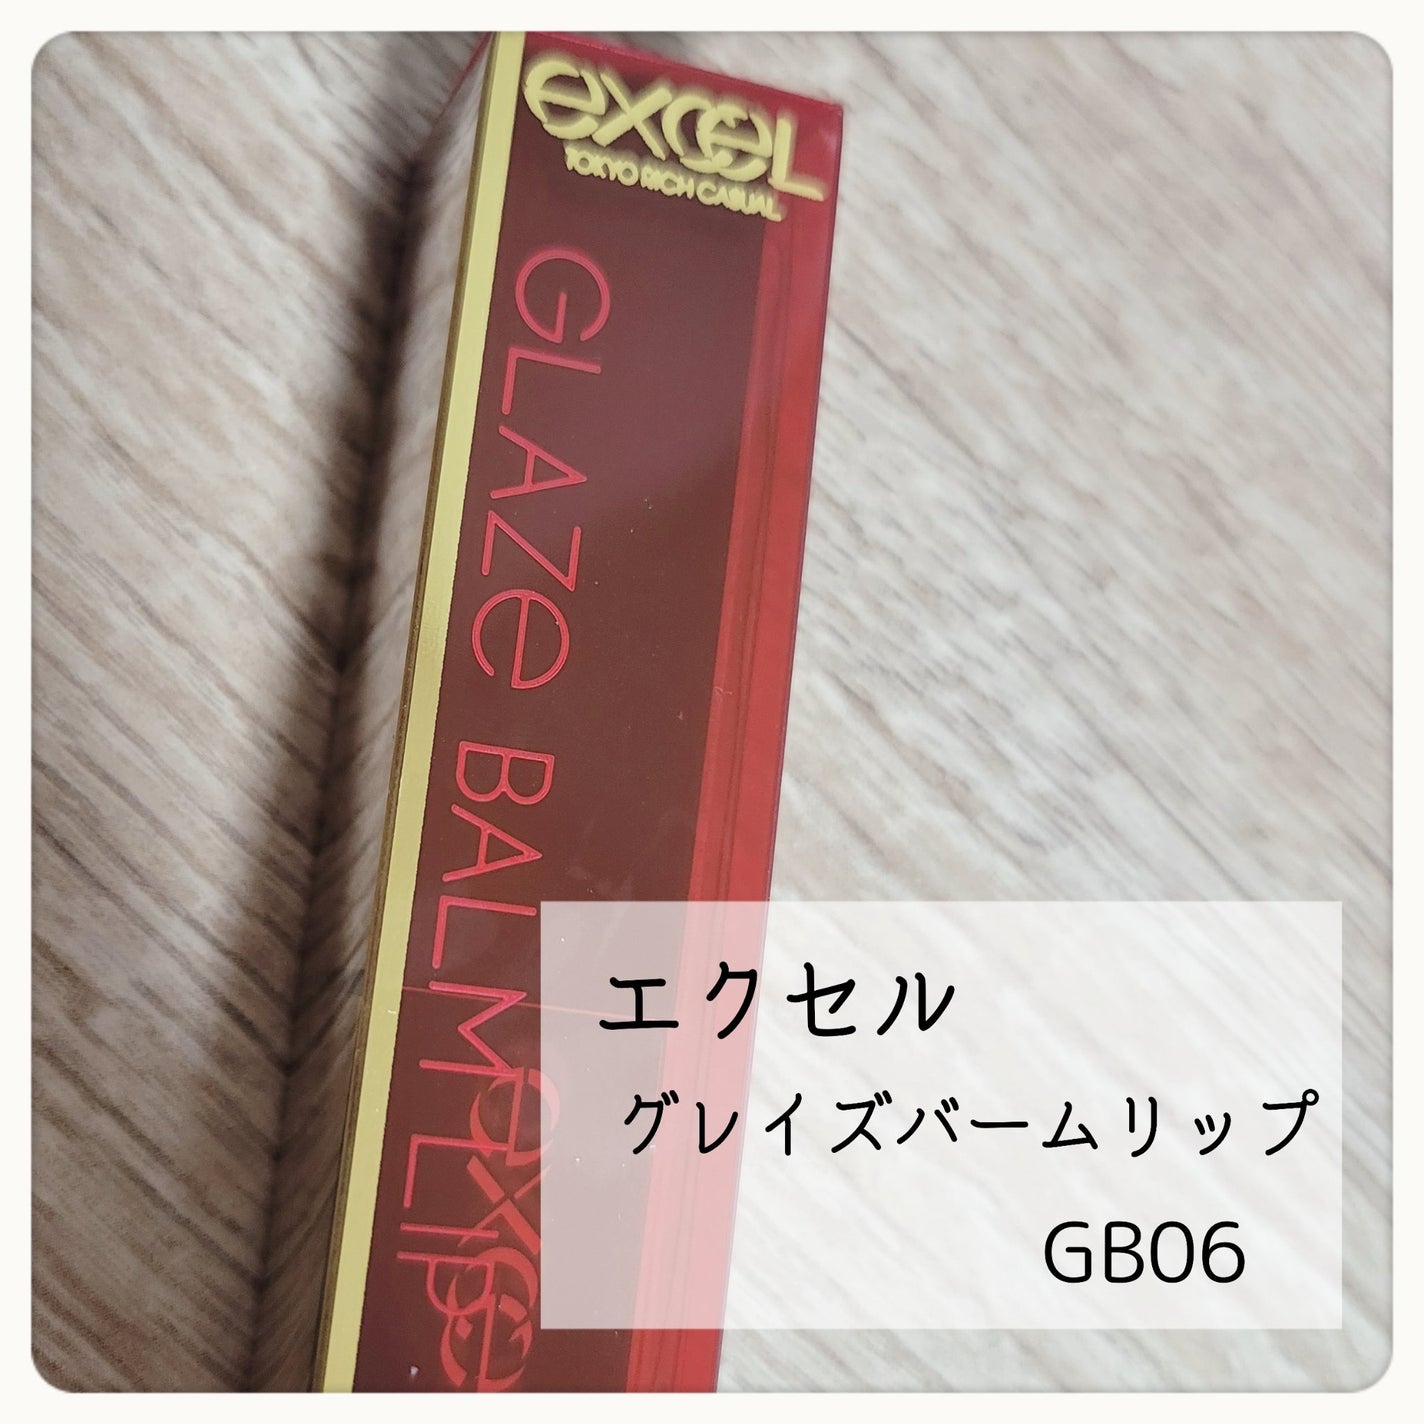 excel
TOKYO RICH CASUAL
GLAZe BALM LIP
エクセル
グレイズバームリップ
GB06